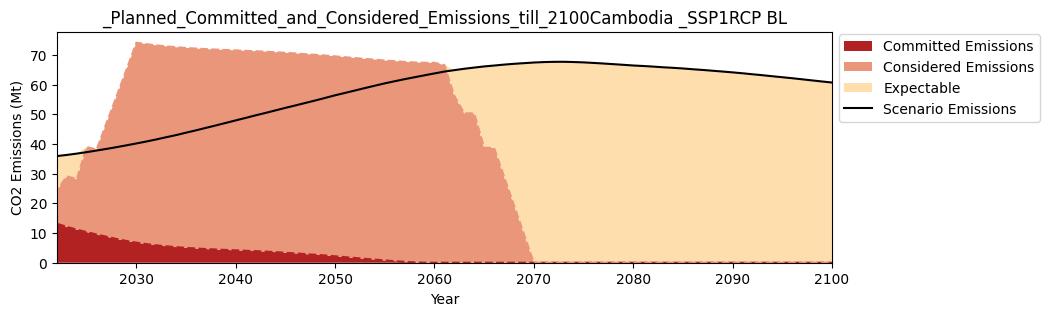 _Planned_Committed_and_Considered_Emissions_till_2100Cambodia _SSP1RCP BL
Committed Emissions
Considered Emissions
Expectable
Scenario Emissions
CO2 Emissions (Mt)
70
60
50
40
30
20
10
0
2030 2040 2050 2060 2070 2080 2090 2100
Year